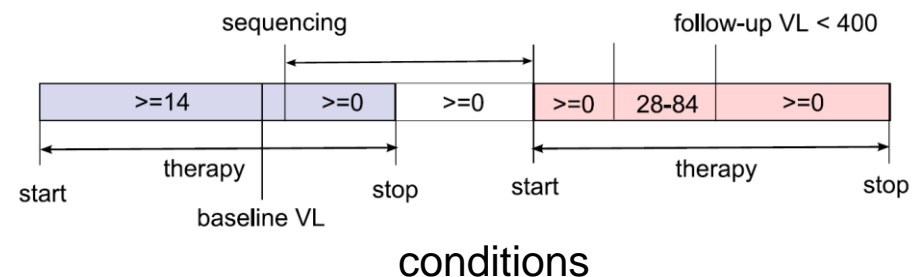 sequencing follow-up VL < 400
>=14 >=0 >=0 >=0 28-84 >=0
therapy therapy
start stop start stop
baseline VL
conditions